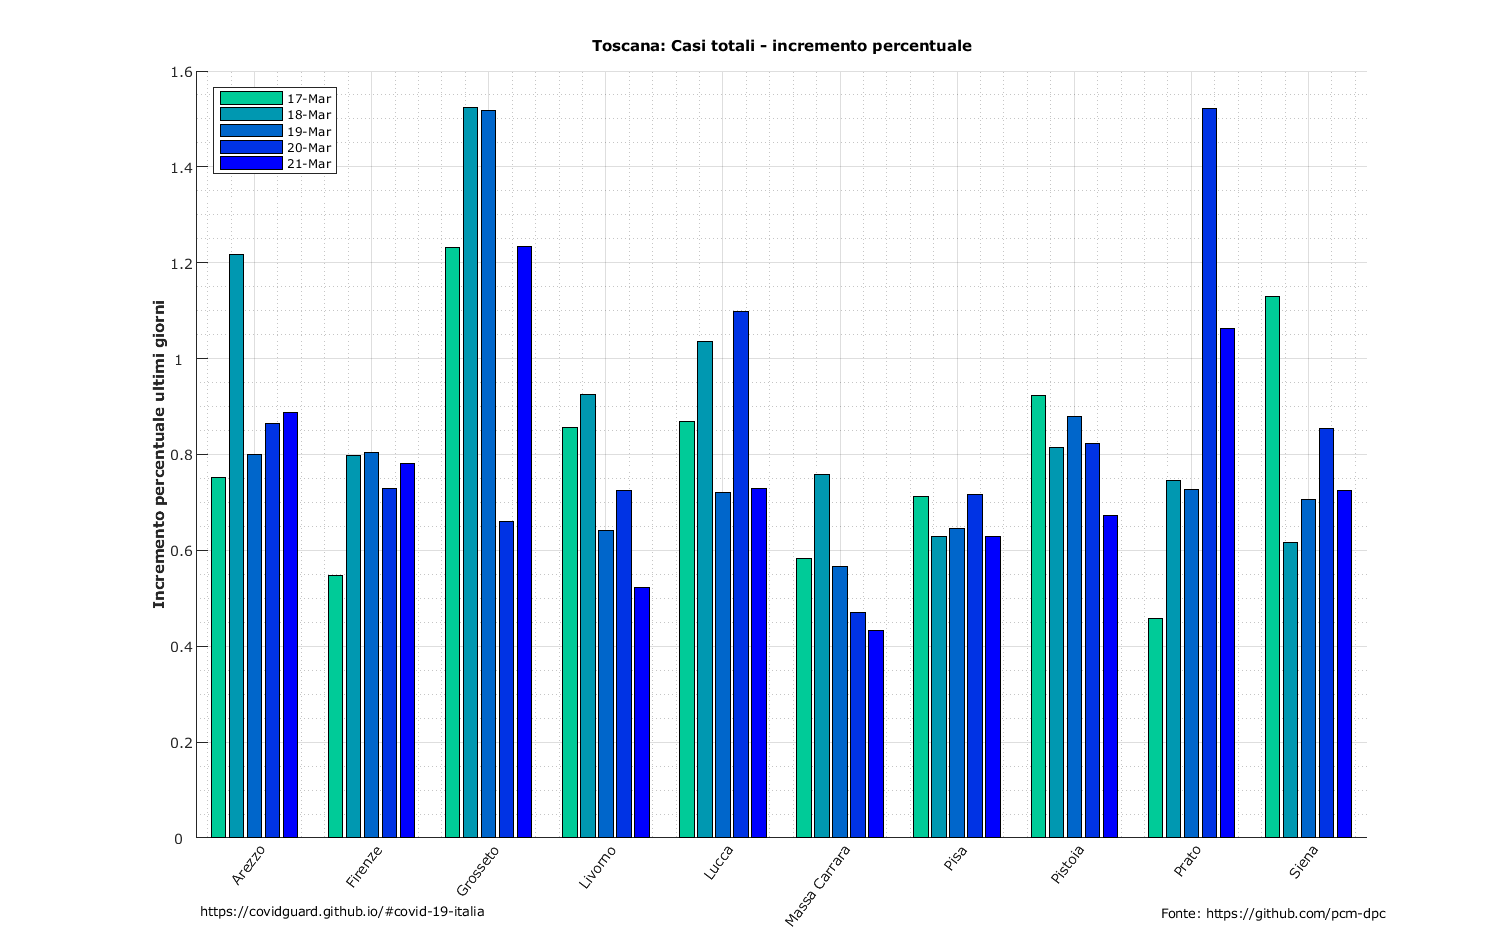 Toscana: Casi totali - incremento percentuale
1.6
1.4
1.2
1
0.8
0.6
0.4
0.2
0
Incremento percentuale ultimi giorni
17-Mar
18-Mar
19-Mar
20-Mar
21-Mar
Arezzo
Firenze
Grosseto
Livorno
Lucca
Massa Carrara
Pisa
Pistoia
Prato
Siena
https://covidguard.github.io/#covid-19-italia
Fonte: https://github.com/pcm-dpc